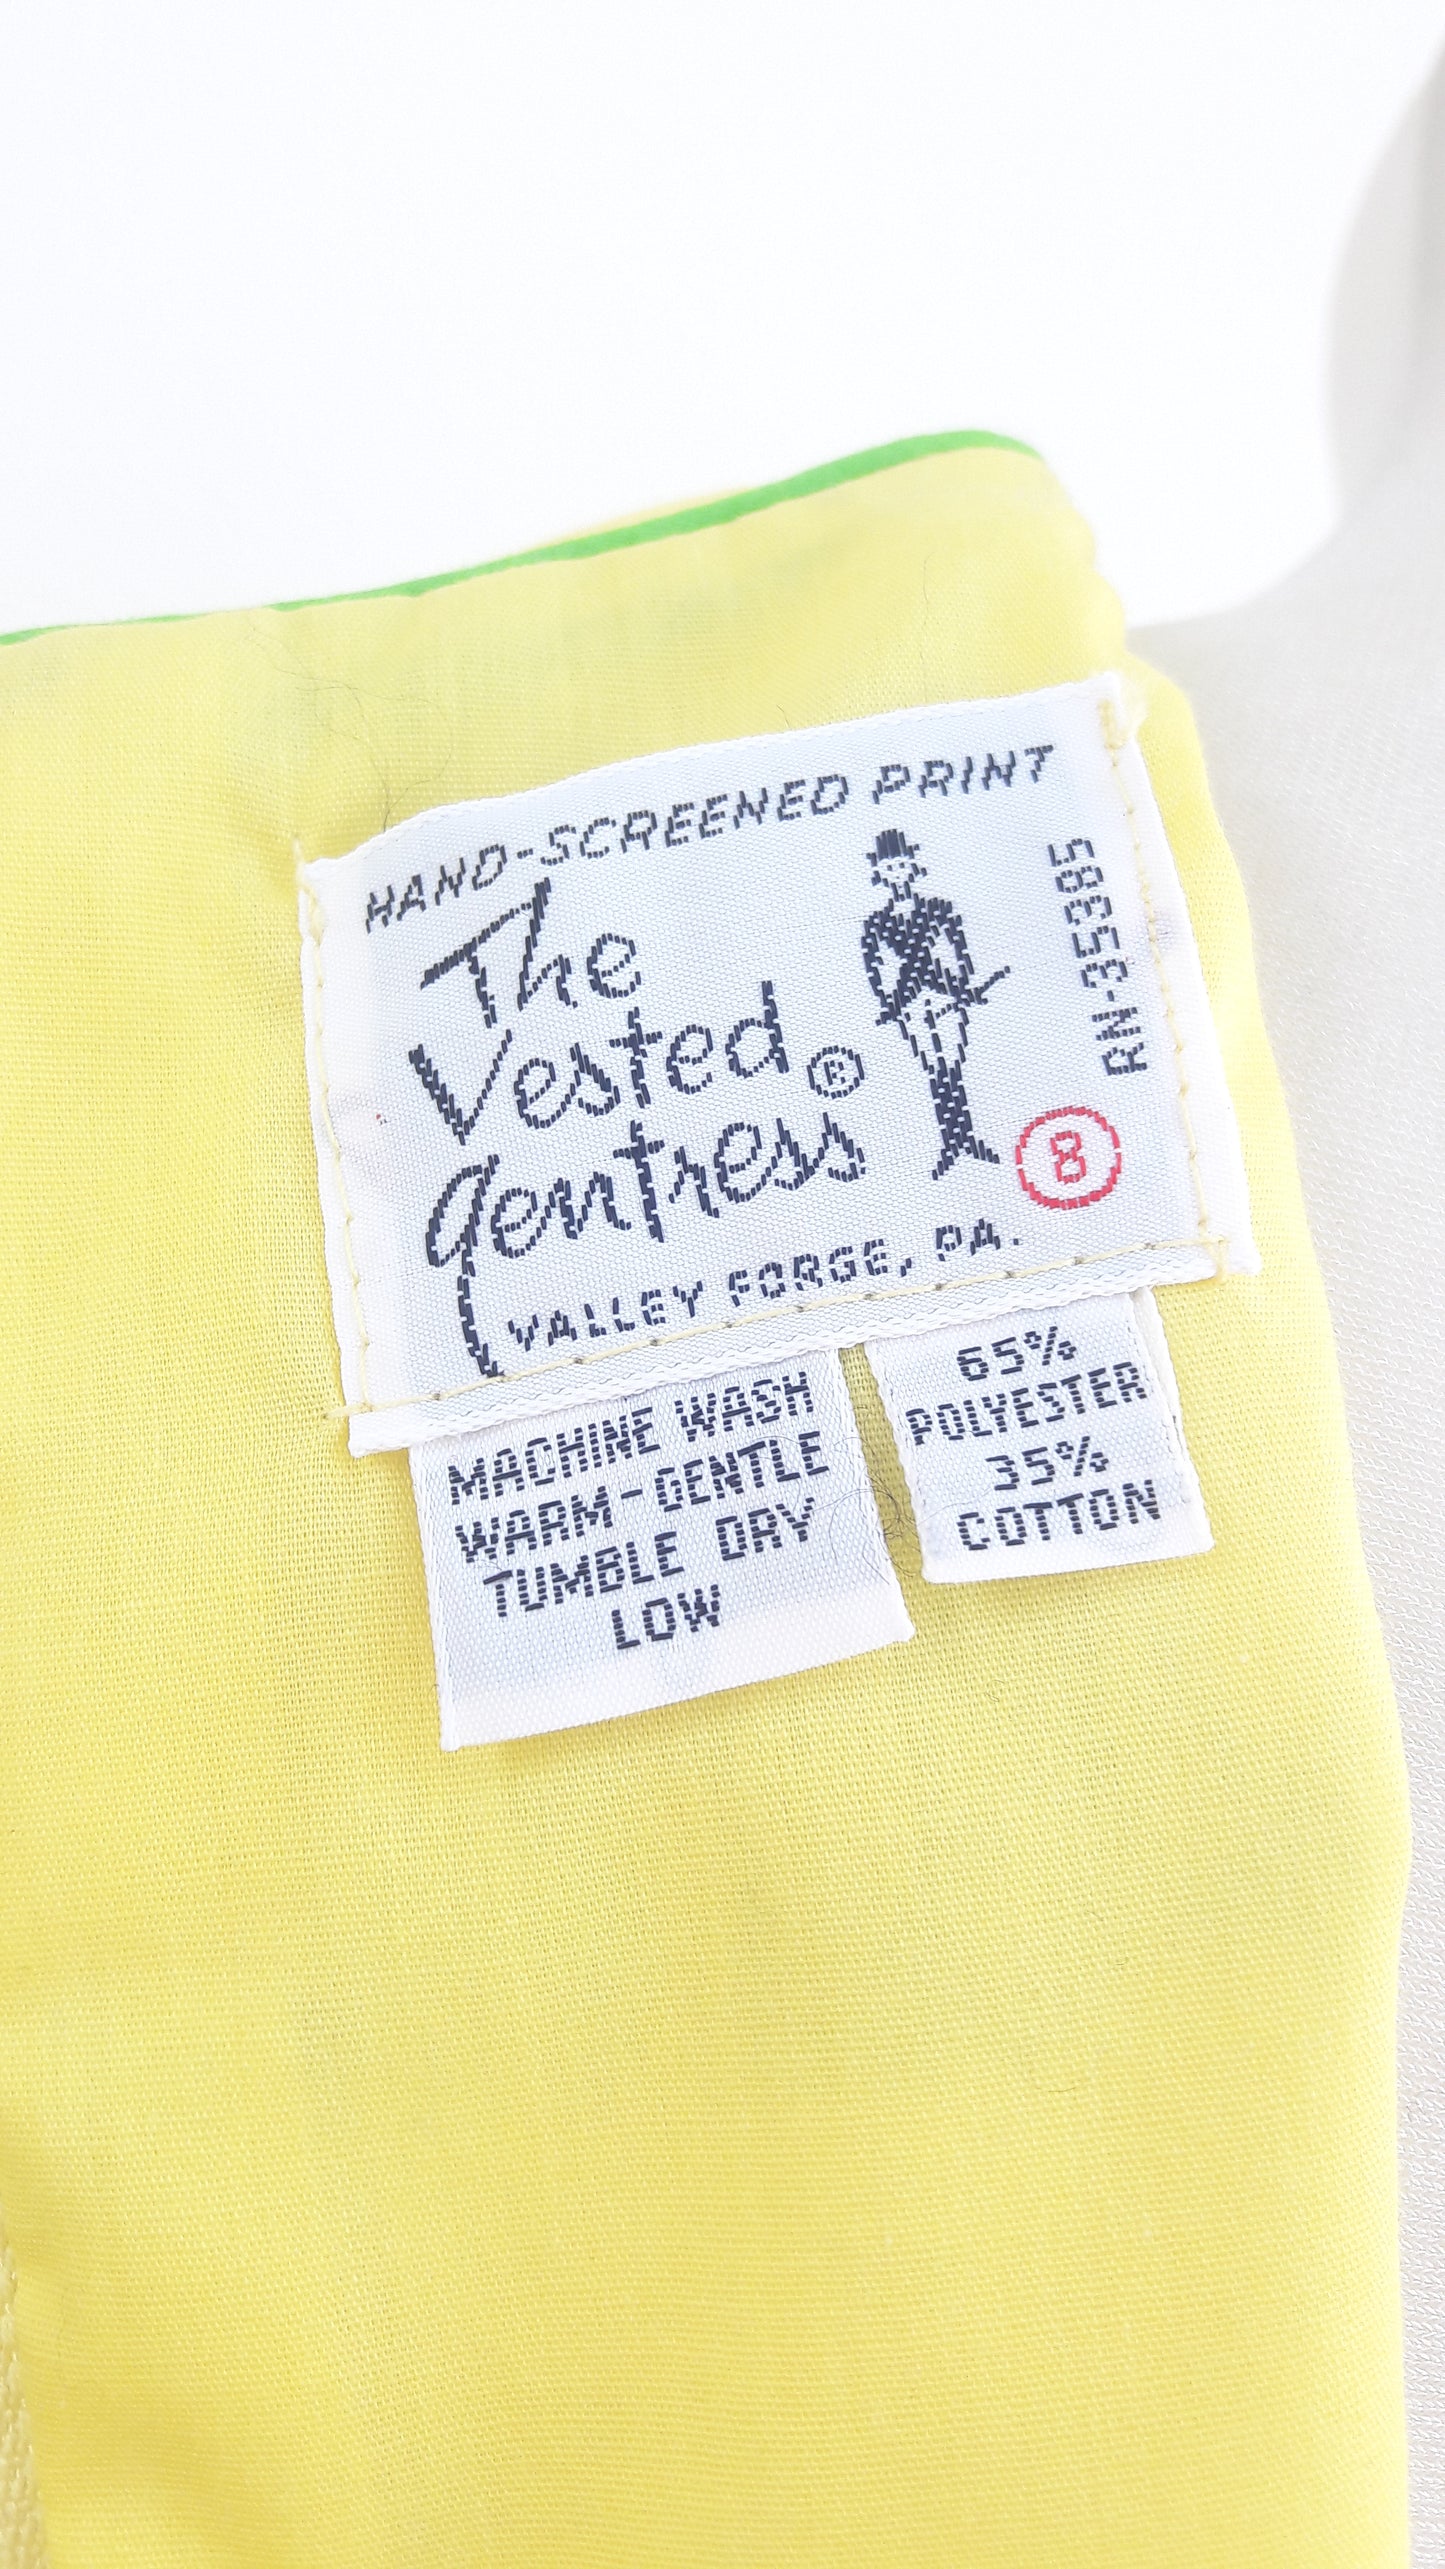 HAND-SCREENED PRINT
The
Vested ®
Gentress
VALLEY FORGE, PA.
RN-35385
8
MACHINE WASH
WARM-GENTLE
TUMBLE DRY
LOW
65%
POLYESTER
35%
COTTON